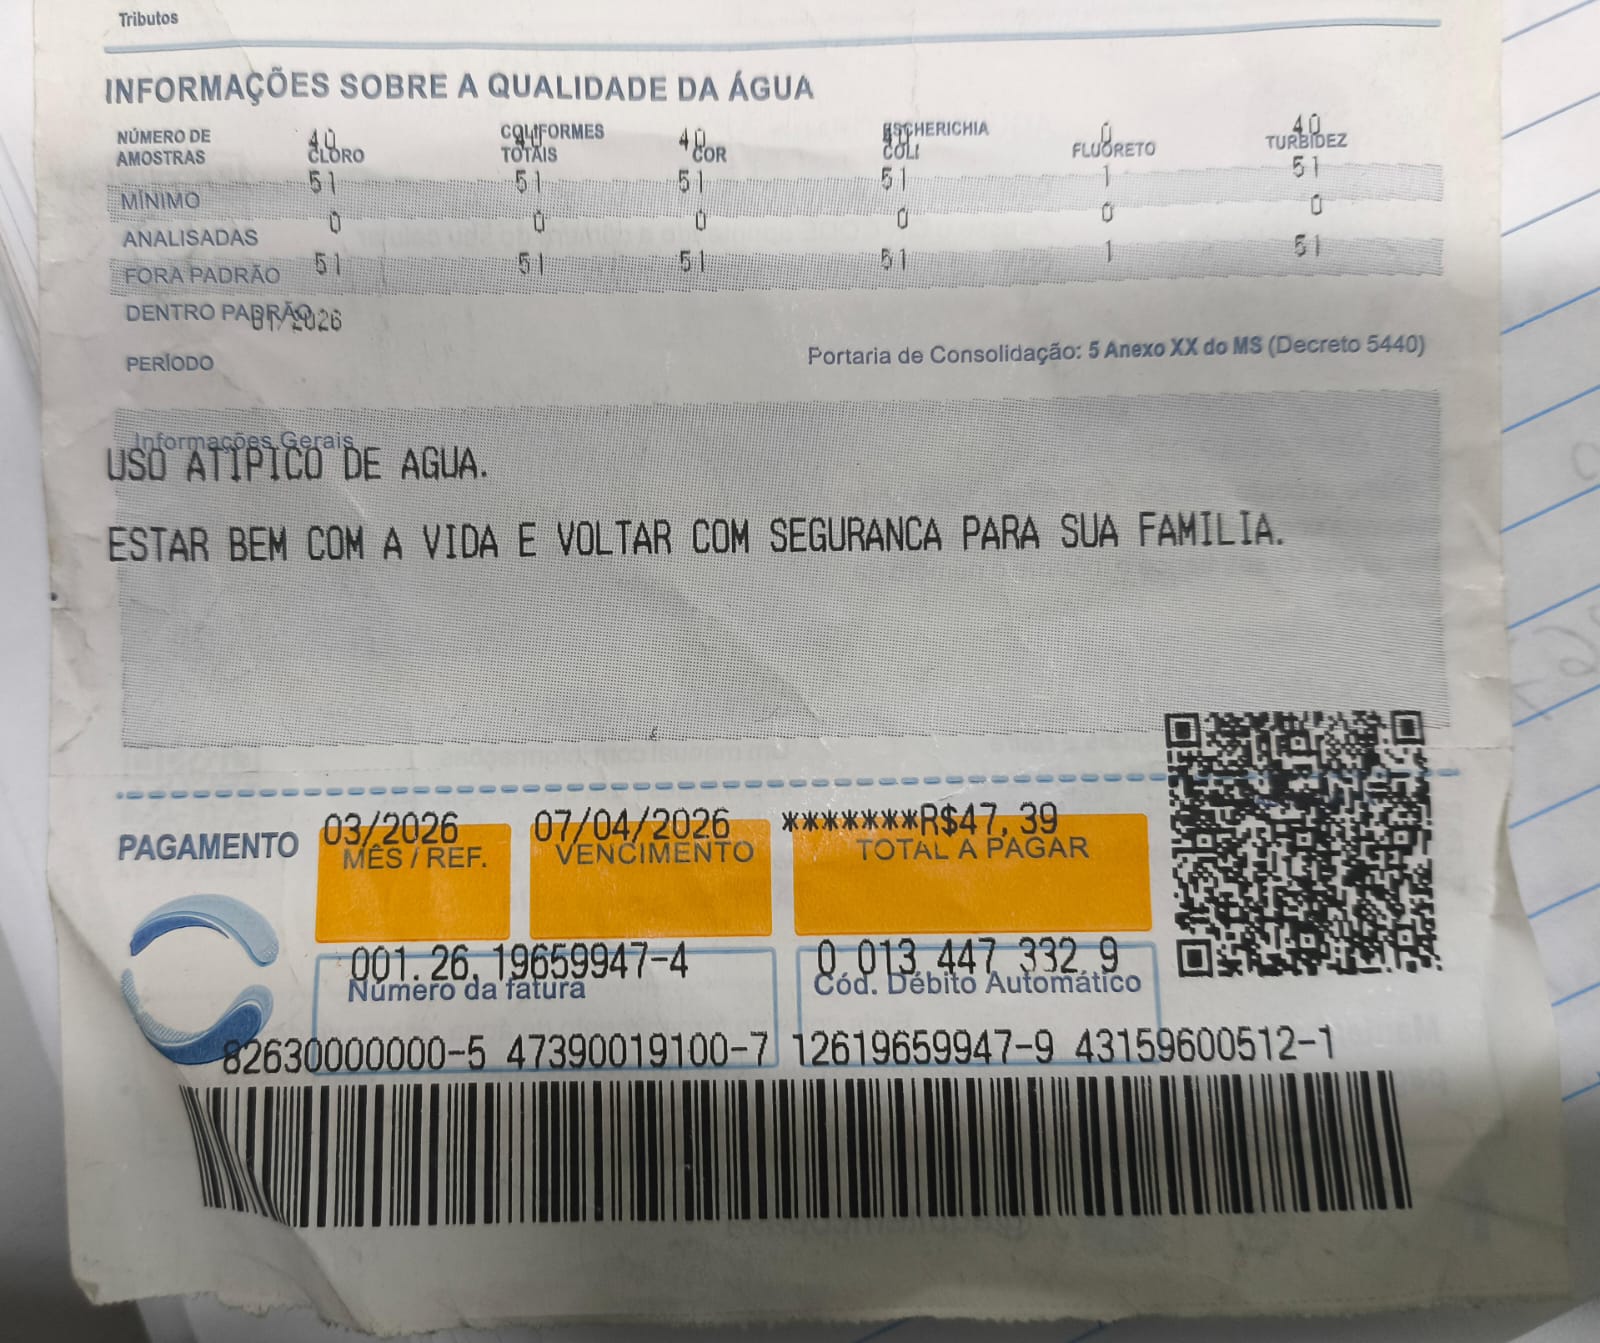 Tributos
INFORMAÇÕES SOBRE A QUALIDADE DA ÁGUA
NÚMERO DE AMOSTRAS CLORO COLIFORMES TOTAIS COR ESCHERICHIA COLI FLUORETO TURBIDEZ
40 40 40 0 40
MÍNIMO 51 51 51 51 1 51
ANALISADAS 0 0 0 0 0 0
FORA PADRÃO 51 51 51 51 1 51
DENTRO PADRÃO
01/2026
PERÍODO
Portaria de Consolidação: 5 Anexo XX do MS (Decreto 5440)
Informações Gerais
USO ATIPICO DE AGUA.
ESTAR BEM COM A VIDA E VOLTAR COM SEGURANCA PARA SUA FAMILIA.
PAGAMENTO
03/2026 07/04/2026 *******R$47,39
MÊS / REF. VENCIMENTO TOTAL A PAGAR
001.26.19659947-4 0 013 447 332 9
Número da fatura Cód. Débito Automático
82630000000-5 47390019100-7 12619659947-9 43159600512-1